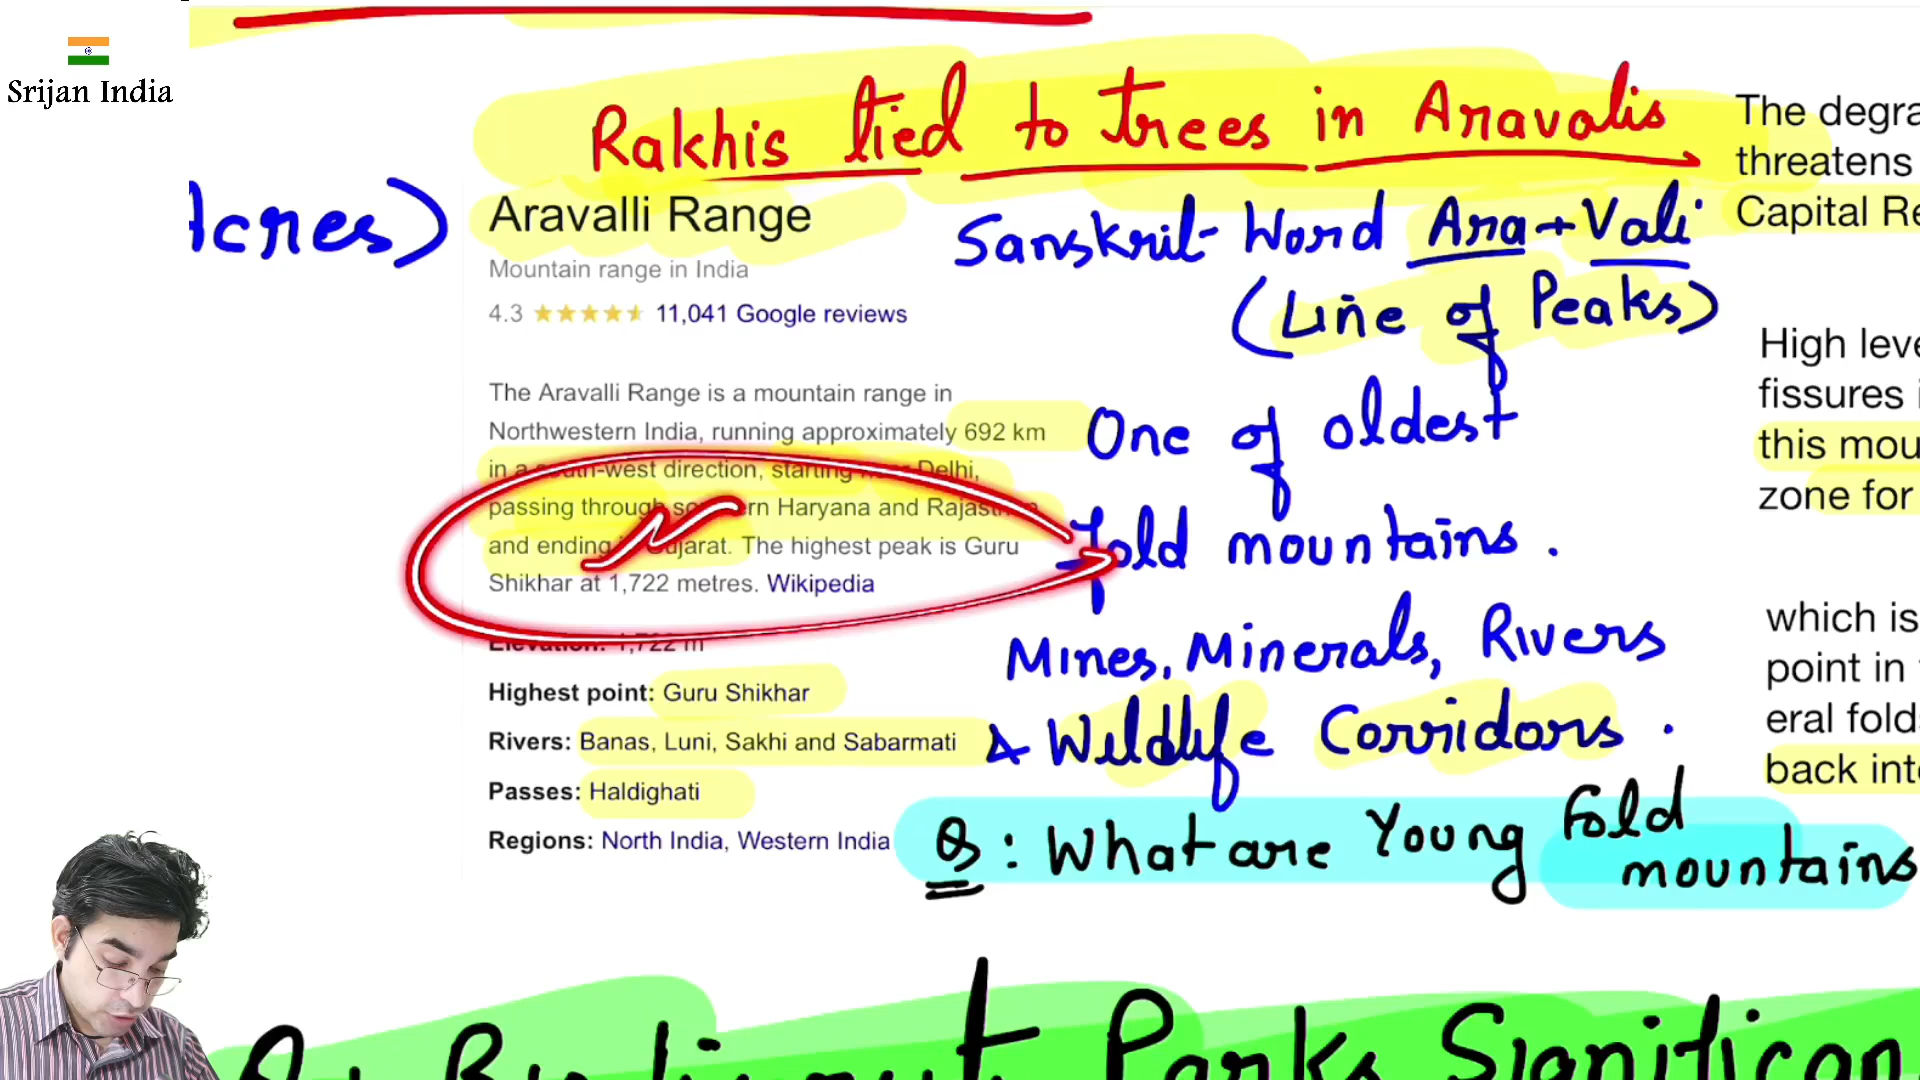 Srijan India
Rakhis tied to trees in Aravalis
Acres)
Aravalli Range
Mountain range in India
4.3 11,041 Google reviews
The Aravalli Range is a mountain range in
Northwestern India, running approximately 692 km
in a south-west direction, starting near Delhi,
passing through southern Haryana and Rajasthan,
and ending in Gujarat. The highest peak is Guru
Shikhar at 1,722 metres. Wikipedia
Elevation: 1,722 m
Highest point: Guru Shikhar
Rivers: Banas, Luni, Sakhi and Sabarmati
Passes: Haldighati
Regions: North India, Western India
Sanskrit Word Ara+Vali
(Line of Peaks)
One of oldest
fold mountains.
Mines, Minerals, Rivers
& Wildlife Corridors.
Q: What are Young Fold
mountains
The degra
threatens
Capital Re
High leve
fissures i
this mou
zone for
which is
point in
eral fold
back int
Parks